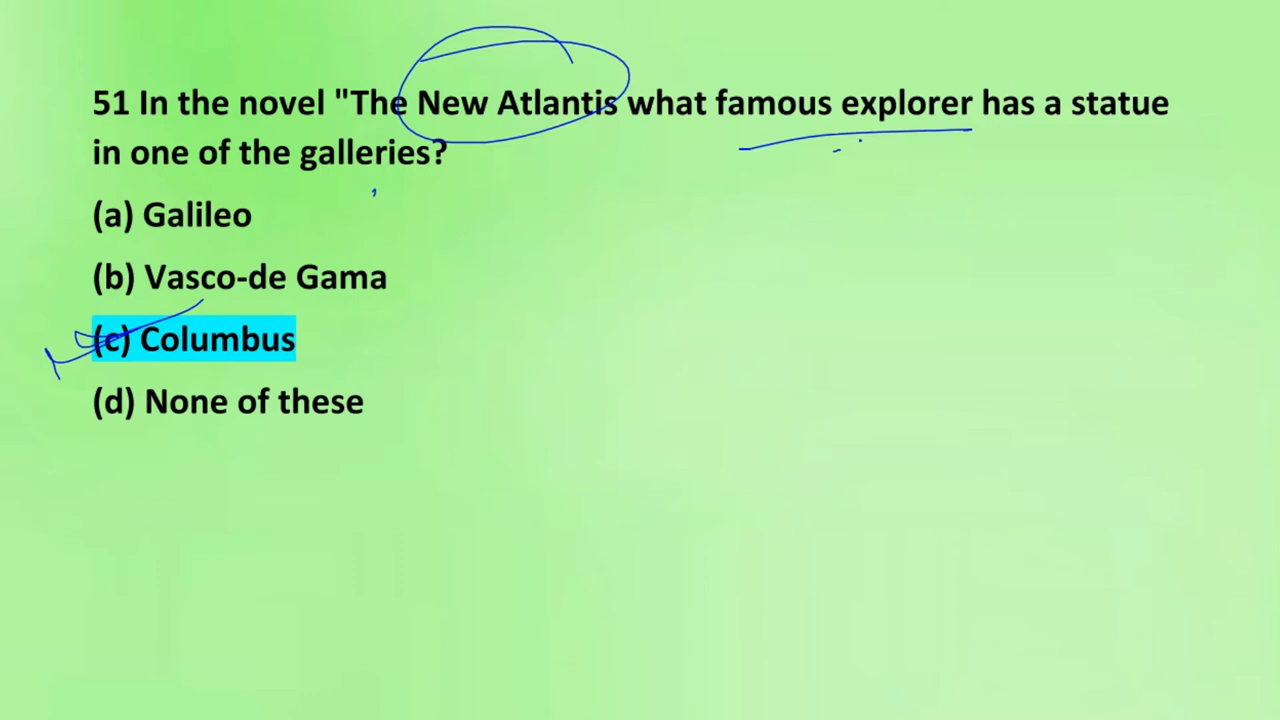 51 In the novel "The New Atlantis what famous explorer has a statue
in one of the galleries?
(a) Galileo
(b) Vasco-de Gama
(c) Columbus
(d) None of these